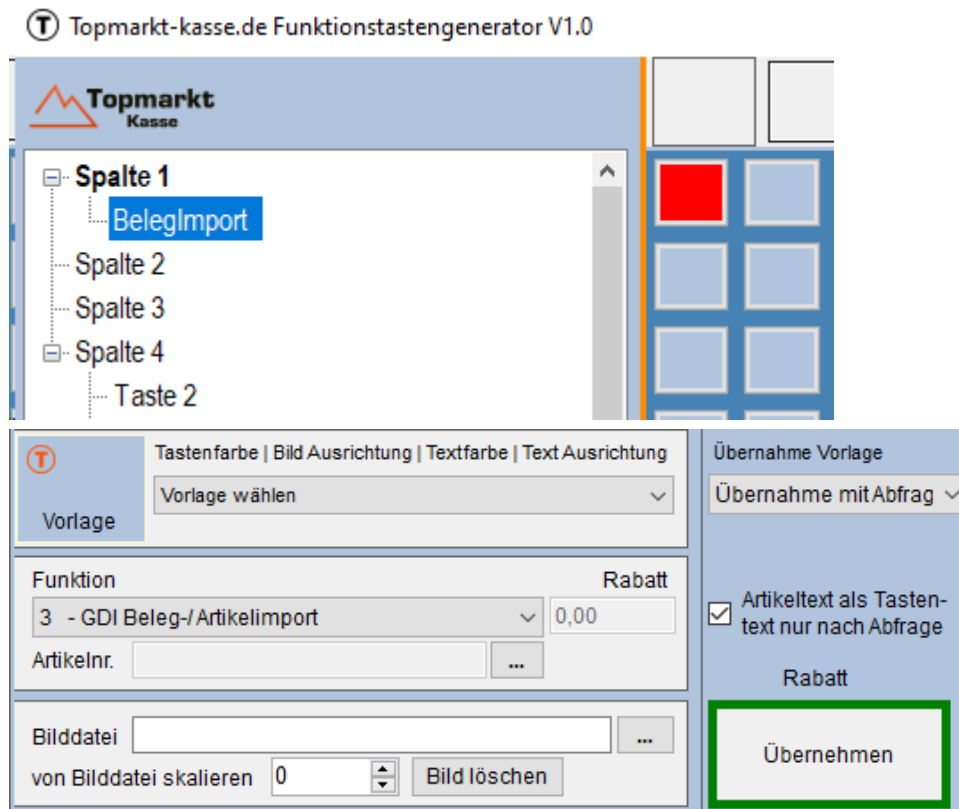 T Topmarkt-kasse.de Funktionstastengenerator V1.0
Topmarkt
Kasse
Spalte 1
BelegImport
Spalte 2
Spalte 3
Spalte 4
Taste 2
T
Vorlage
Tastenfarbe | Bild Ausrichtung | Textfarbe | Text Ausrichtung
Vorlage wählen
Übernahme Vorlage
Übernahme mit Abfrag
Funktion
Rabatt
3 - GDI Beleg-/ Artikelimport
0,00
Artikelnr.
...
Artikeltext als Tasten-
text nur nach Abfrage
Rabatt
Bilddatei
...
von Bilddatei skalieren
0
Bild löschen
Übernehmen